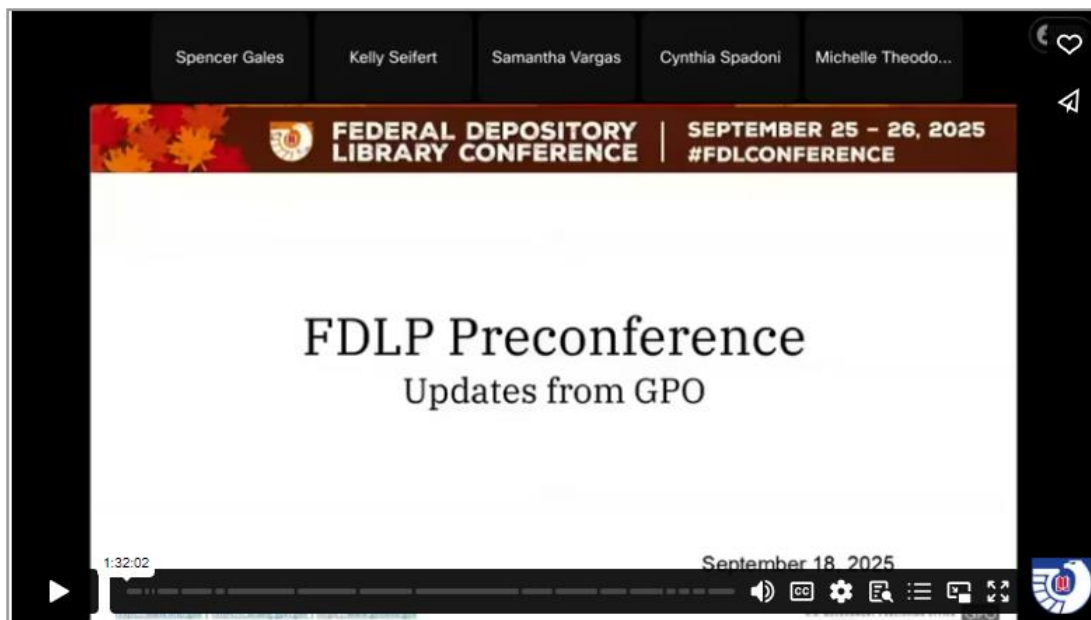 Spencer Gales
Kelly Seifert
Samantha Vargas
Cynthia Spadoni
Michelle Theodo...
FEDERAL DEPOSITORY
LIBRARY CONFERENCE
SEPTEMBER 25 – 26, 2025
#FDLCONFERENCE
FDLP Preconference
Updates from GPO
September 18, 2025
1:32:02
CC